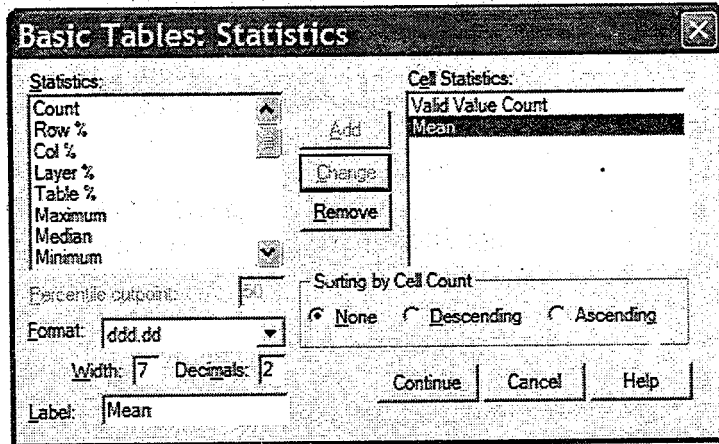 Basic Tables: Statistics
Statistics:
Count
Row %
Col %
Layer %
Table %
Maximum
Median
Minimum
Percentile cutpoint: 50
Format: ddd.dd
Width: 7 Decimals: 2
Label: Mean
Add
Change
Remove
Cell Statistics:
Valid Value Count
Mean
Sorting by Cell Count
None Descending Ascending
Continue Cancel Help